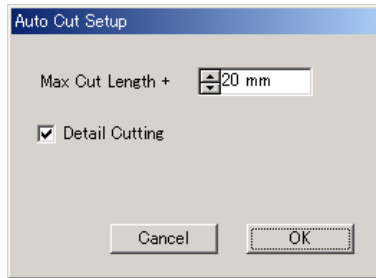 Auto Cut Setup
Max Cut Length + 20 mm
Detail Cutting
Cancel OK